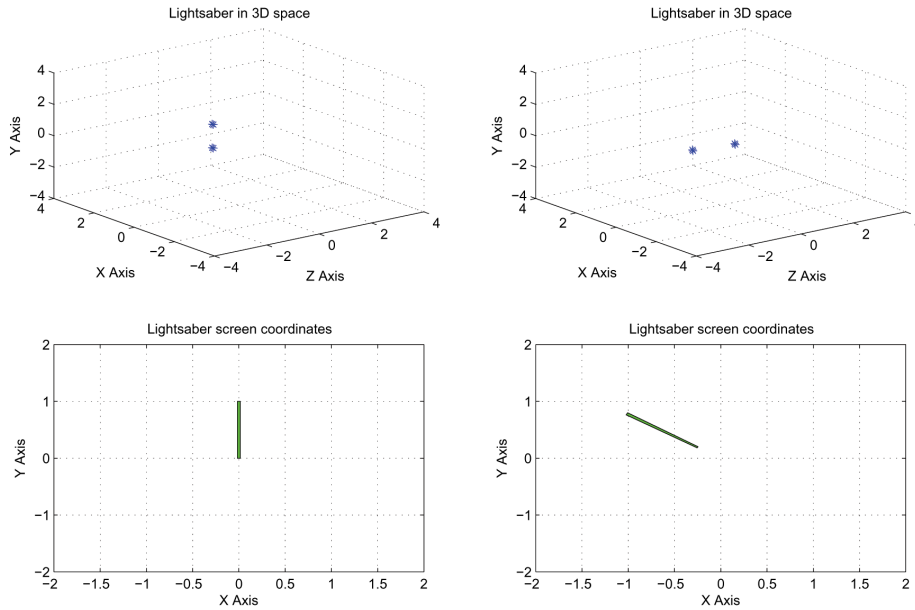 Lightsaber in 3D space
4
2
0
−2
−4
Y Axis
4
2
0
−2
−4
X Axis
−4
−2
0
2
4
Z Axis
Lightsaber in 3D space
4
2
0
−2
−4
Y Axis
4
2
0
−2
−4
X Axis
−4
−2
0
2
Z Axis
Lightsaber screen coordinates
2
1
0
−1
−2
Y Axis
−2 −1.5 −1 −0.5 0 0.5 1 1.5 2
X Axis
Lightsaber screen coordinates
2
1
0
−1
−2
Y Axis
−2 −1.5 −1 −0.5 0 0.5 1 1.5 2
X Axis